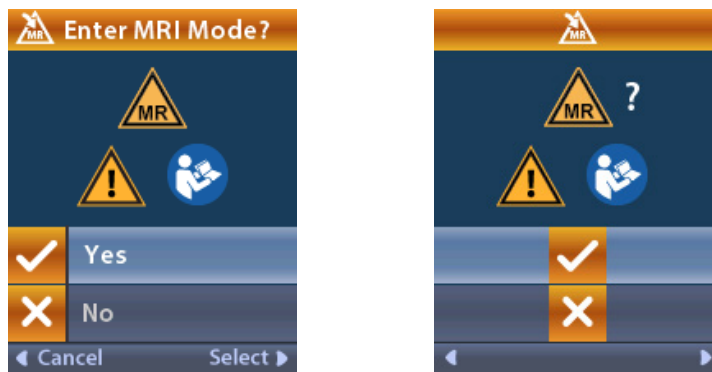 MR Enter MRI Mode?
MR
!
Yes
No
Cancel Select
MR
MR ?
!